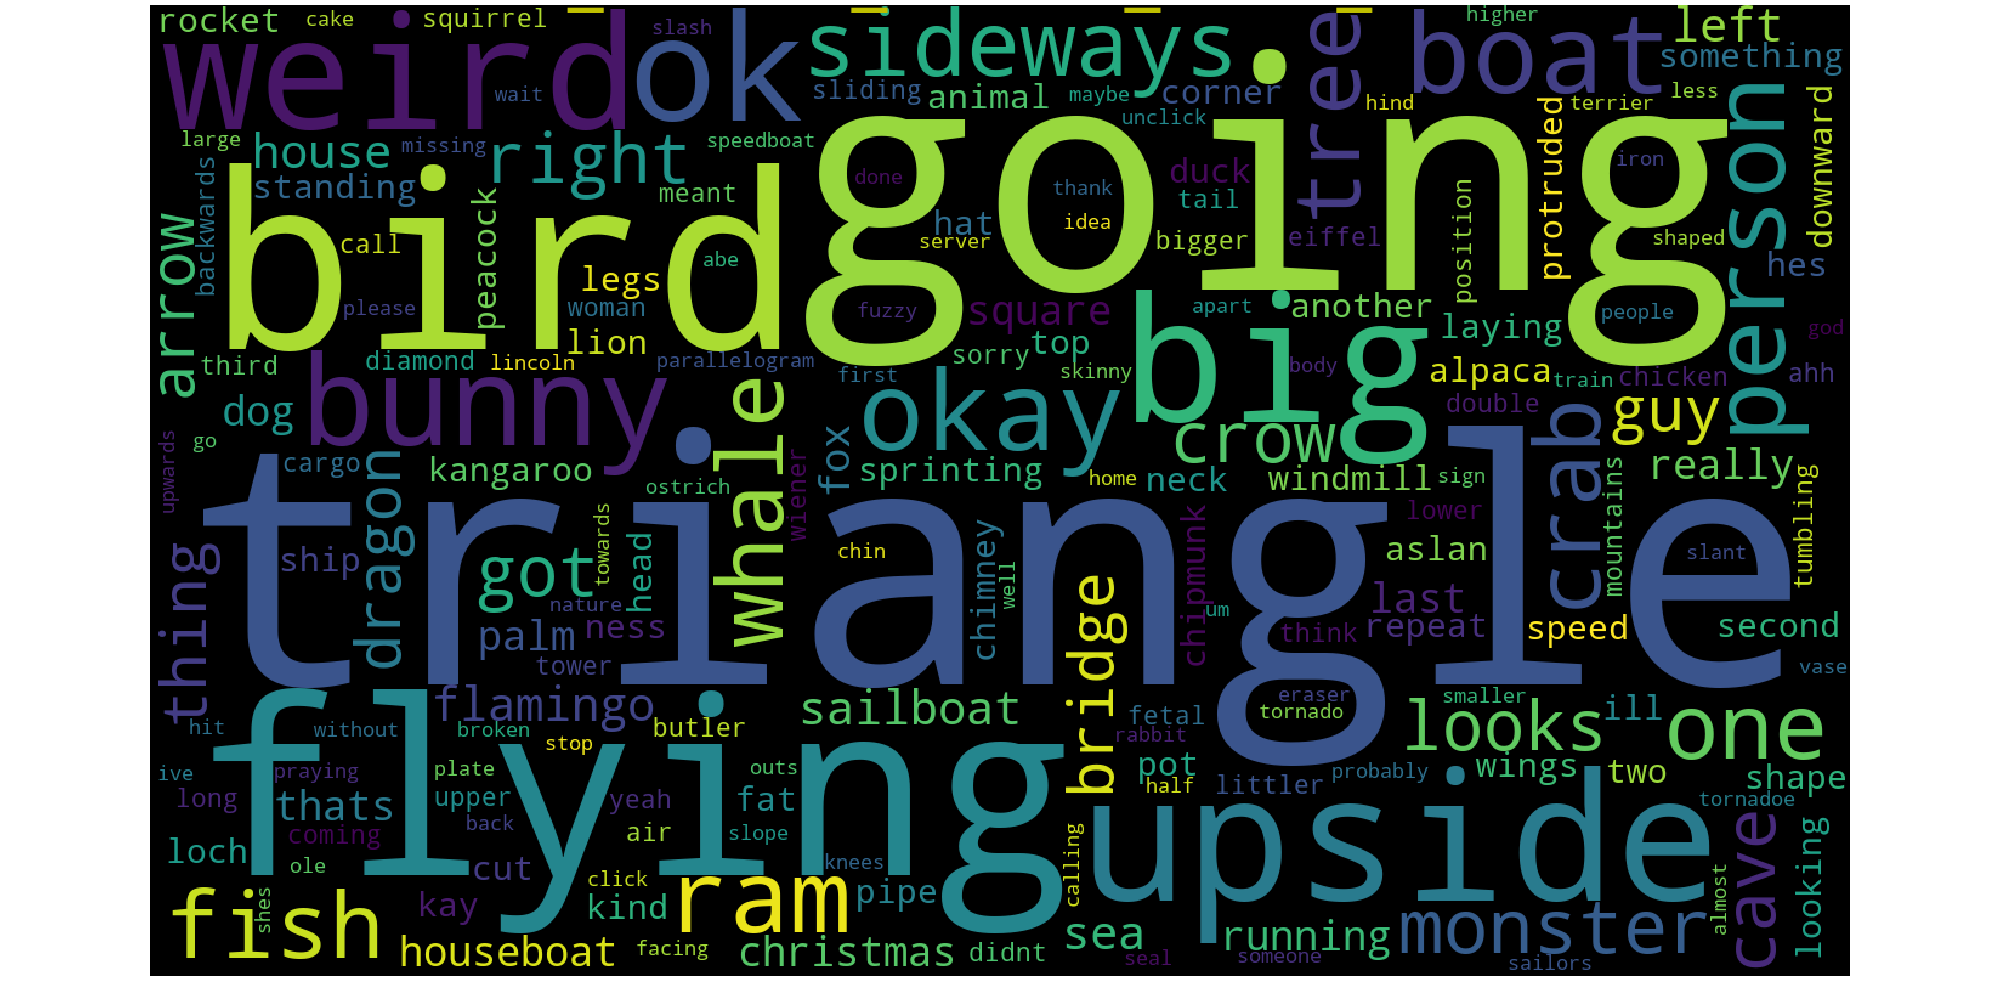 rocket cake squirrel slash higher left
weird ok sideways tree boat something
wait sliding animal maybe corner hind terrier less
large missing speedboat unclick protruded person downward
house right duck iron
standing meant done thank tail
backwards peacock hat idea position
arrow bird going
call abe server bigger eiffel shaped hes
legs
please woman fuzzy square apart another people
lion big laying god
third diamond lincoln parallelogram sorry top
first skinny body alpaca train chicken ahh
dog bunny whale okay double crab guy
go crow
upwards cargo kangaroo wiener fox sprinting home neck windmill sign really
dragon ostrich mountains tumbling
triangle
thing ship got towards head chin chimney well chipmunk lower aslan slant
nature bridge last
palm ness um think repeat speed second
tower vase
flamingo sailboat eraser smaller
hit without broken butler fetal tornado looks ill one
stop rabbit
ive praying plate outs pot wings two shape
half littler probably
long thats upper yeah fat tornadoe
flying upside
coming back air slope
loch ole cut knees calling almost cave looking
click
fish shes kay kind ram pipe monster
houseboat facing christmas didnt sea running
seal someone sailors